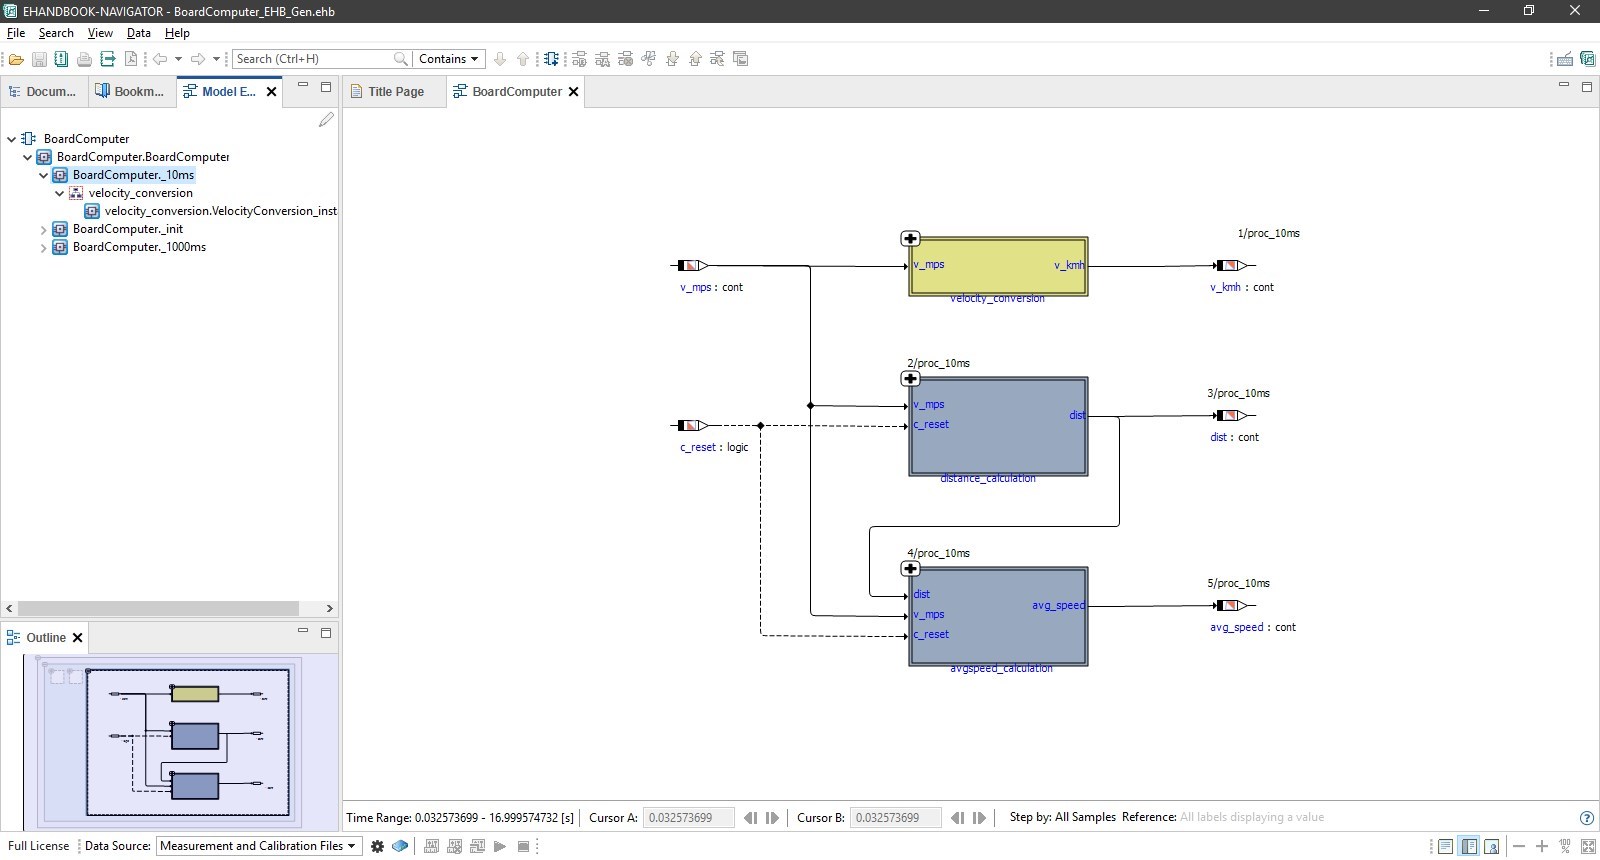 EHANDBOOK-NAVIGATOR - BoardComputer_EHB_Gen.ehb
File Search View Data Help
Search (Ctrl+H) Contains
Docum... Bookm... Model E... Title Page BoardComputer
BoardComputer
BoardComputer.BoardComputer
BoardComputer._10ms
velocity_conversion
velocity_conversion.VelocityConversion_inst
BoardComputer._init
BoardComputer._1000ms
1/proc_10ms
v_mps v_kmh
v_mps : cont
v_kmh : cont
velocity_conversion
2/proc_10ms
3/proc_10ms
v_mps
dist
c_reset
c_reset : logic
dist : cont
distance_calculation
4/proc_10ms
5/proc_10ms
dist
avg_speed
v_mps
avg_speed : cont
c_reset
avgspeed_calculation
Outline
Time Range: 0.032573699 - 16.999574732 [s] Cursor A: 0.032573699 Cursor B: 0.032573699 Step by: All Samples Reference: All labels displaying a value
Full License Data Source: Measurement and Calibration Files